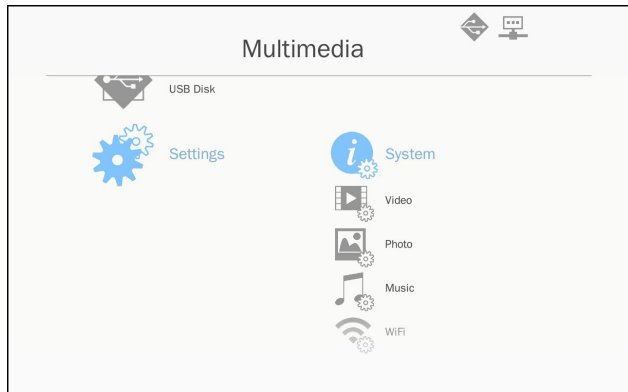 Multimedia
USB Disk
Settings
System
Video
Photo
Music
WiFi